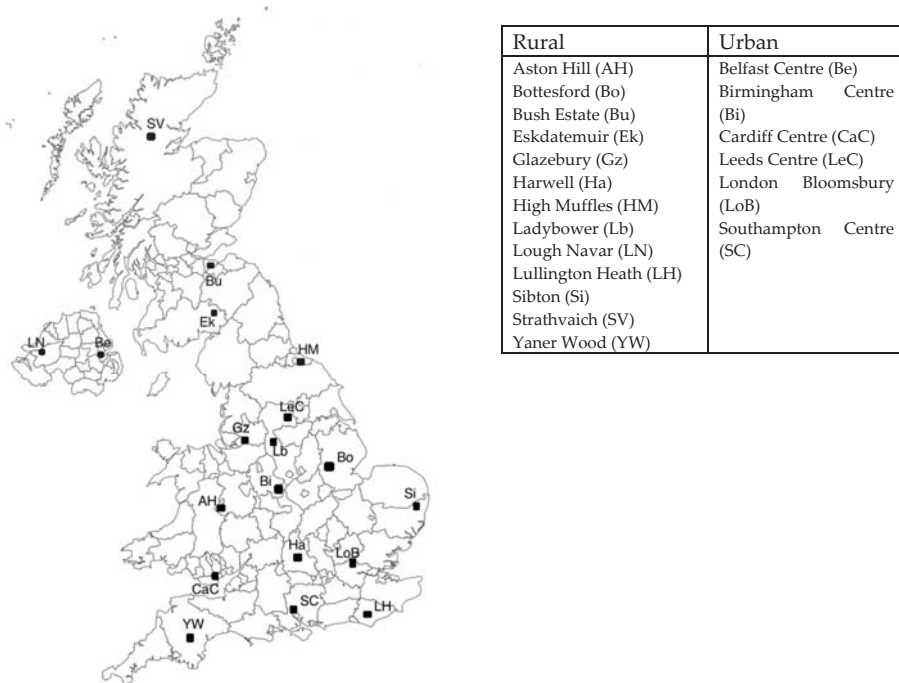 SV
Bu
Ek
LN
Be
HM
LeC
Gz
Lb
Bo
Bi
Si
AH
Ha
LoB
CaC
SC
LH
YW
Rural
Aston Hill (AH)
Bottesford (Bo)
Bush Estate (Bu)
Eskdatemuir (Ek)
Glazebury (Gz)
Harwell (Ha)
High Muffles (HM)
Ladybower (Lb)
Lough Navar (LN)
Lullington Heath (LH)
Sibton (Si)
Strathvaich (SV)
Yaner Wood (YW)
Urban
Belfast Centre (Be)
Birmingham Centre
(Bi)
Cardiff Centre (CaC)
Leeds Centre (LeC)
London Bloomsbury
(LoB)
Southampton Centre
(SC)